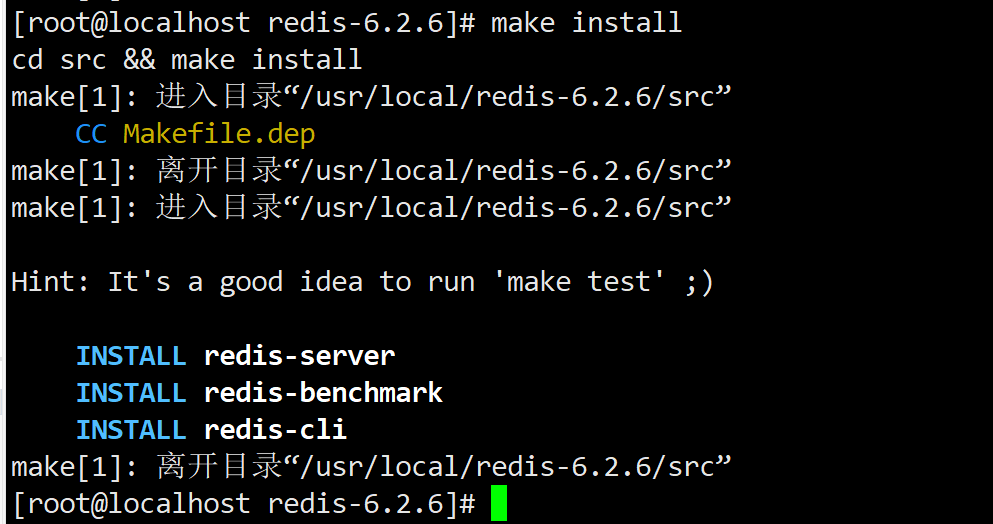 [root@localhost redis-6.2.6]# make install
cd src && make install
make[1]: 进入目录“/usr/local/redis-6.2.6/src”
    CC Makefile.dep
make[1]: 离开目录“/usr/local/redis-6.2.6/src”
make[1]: 进入目录“/usr/local/redis-6.2.6/src”

Hint: It's a good idea to run 'make test' ;)

    INSTALL redis-server
    INSTALL redis-benchmark
    INSTALL redis-cli
make[1]: 离开目录“/usr/local/redis-6.2.6/src”
[root@localhost redis-6.2.6]#